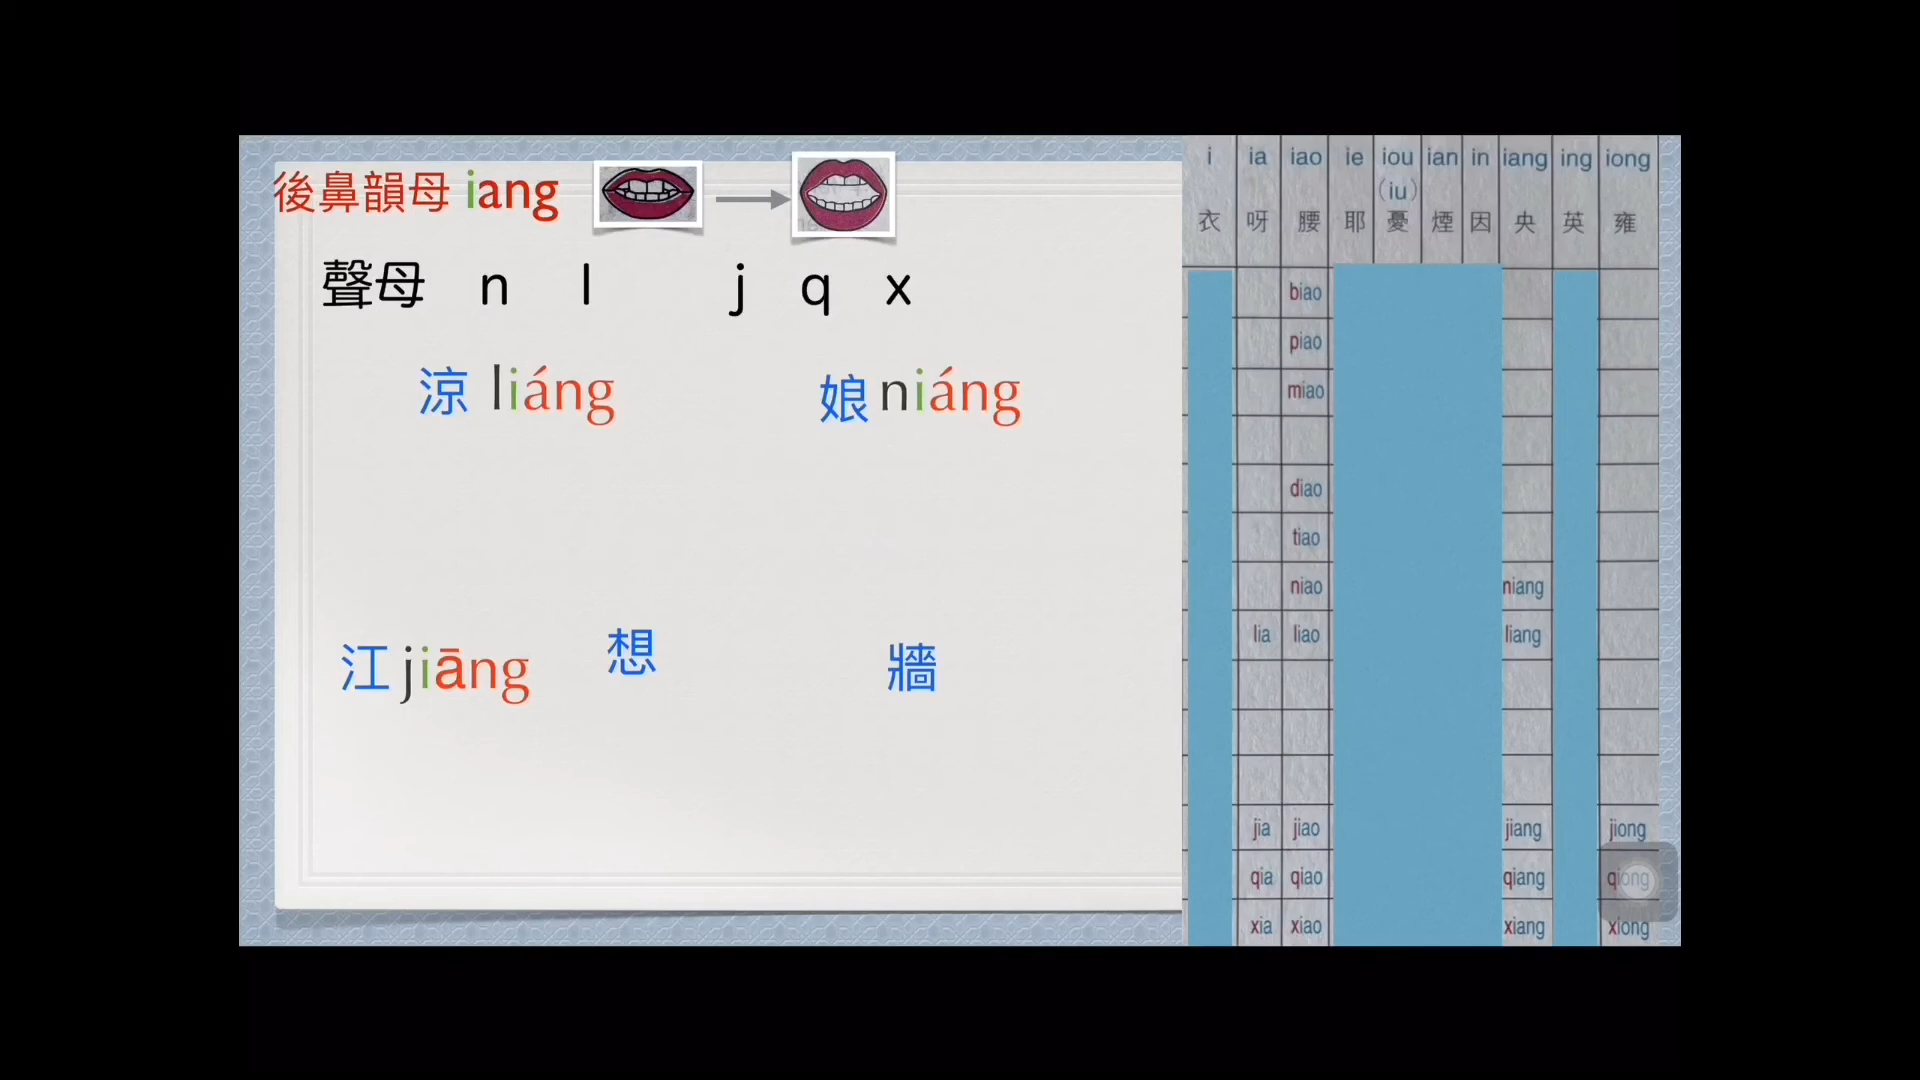 後鼻韻母 iang
聲母 n l j q x
涼 liáng 娘 niáng
江 jiāng 想 牆
i ia iao ie iou ian in iang ing iong
(iu)
衣 呀 腰 耶 憂 煙 因 央 英 雍
biao
piao
miao
diao
tiao
niao niang
lia liao liang
jia jiao jiang jiong
qia qiao qiang qiong
xia xiao xiang xiong